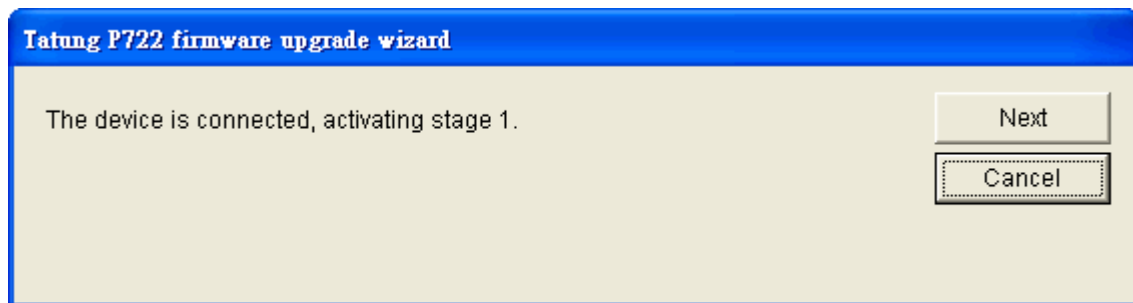 Tatung P722 firmware upgrade wizard
The device is connected, activating stage 1.
Next
Cancel